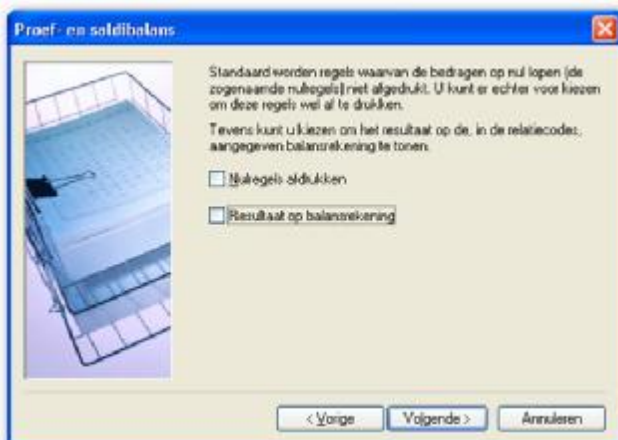 Proef- en saldibalans
Standaard worden regels waarvan de bedragen op nul lopen (de
zogenaamde nulregels) niet afgedrukt. U kunt er echter voor kiezen
om deze regels wel af te drukken.
Tevens kunt u kiezen om het resultaat op de, in de relatiecodes,
aangegeven balansrekening te tonen.
Nulregels afdrukken
Resultaat op balansrekening
< Vorige
Volgende >
Annuleren